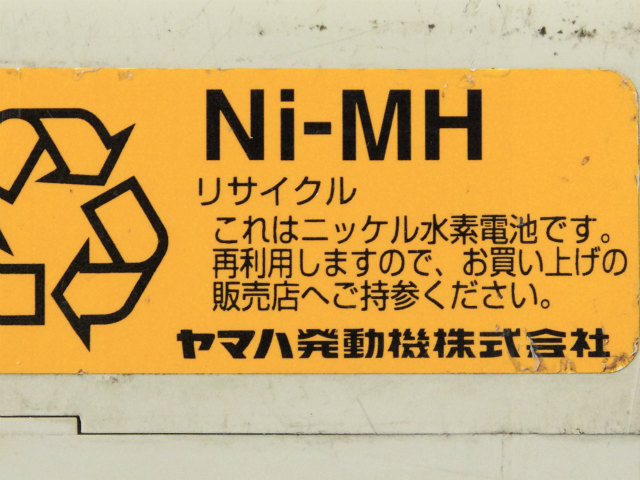 Ni-MH
リサイクル
これはニッケル水素電池です。
再利用しますので、お買い上げの
販売店へご持参ください。
ヤマハ発動機株式会社